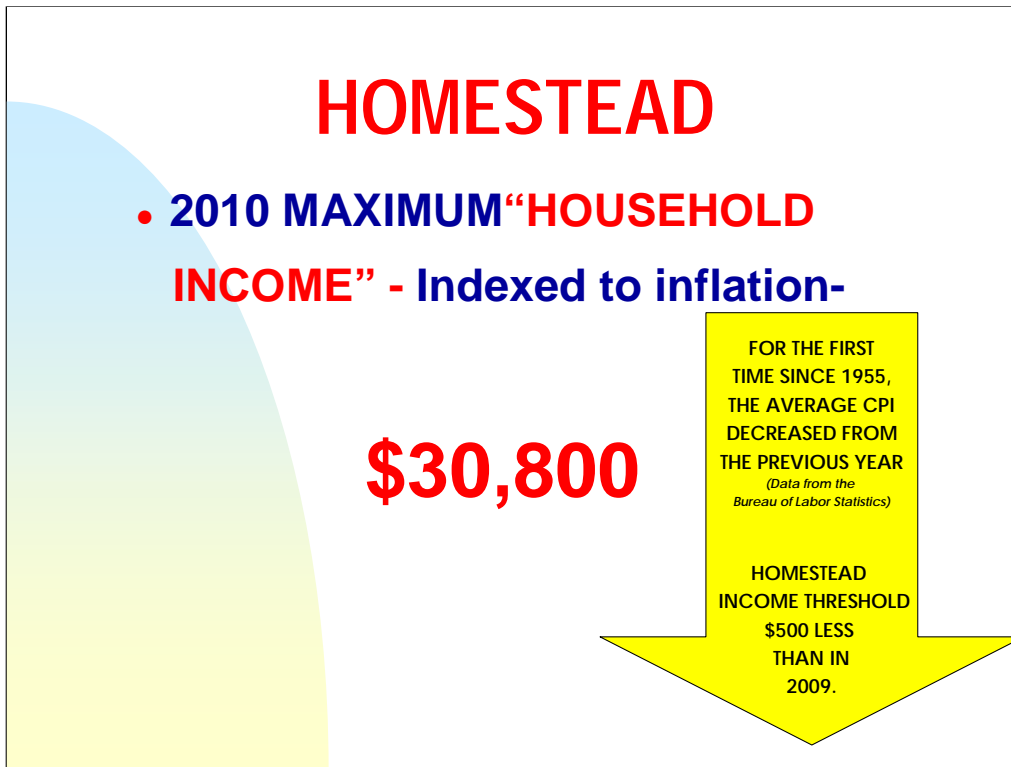 HOMESTEAD
• 2010 MAXIMUM“HOUSEHOLD
INCOME” - Indexed to inflation-
$30,800
FOR THE FIRST
TIME SINCE 1955,
THE AVERAGE CPI
DECREASED FROM
THE PREVIOUS YEAR
(Data from the
Bureau of Labor Statistics)
HOMESTEAD
INCOME THRESHOLD
$500 LESS
THAN IN
2009.